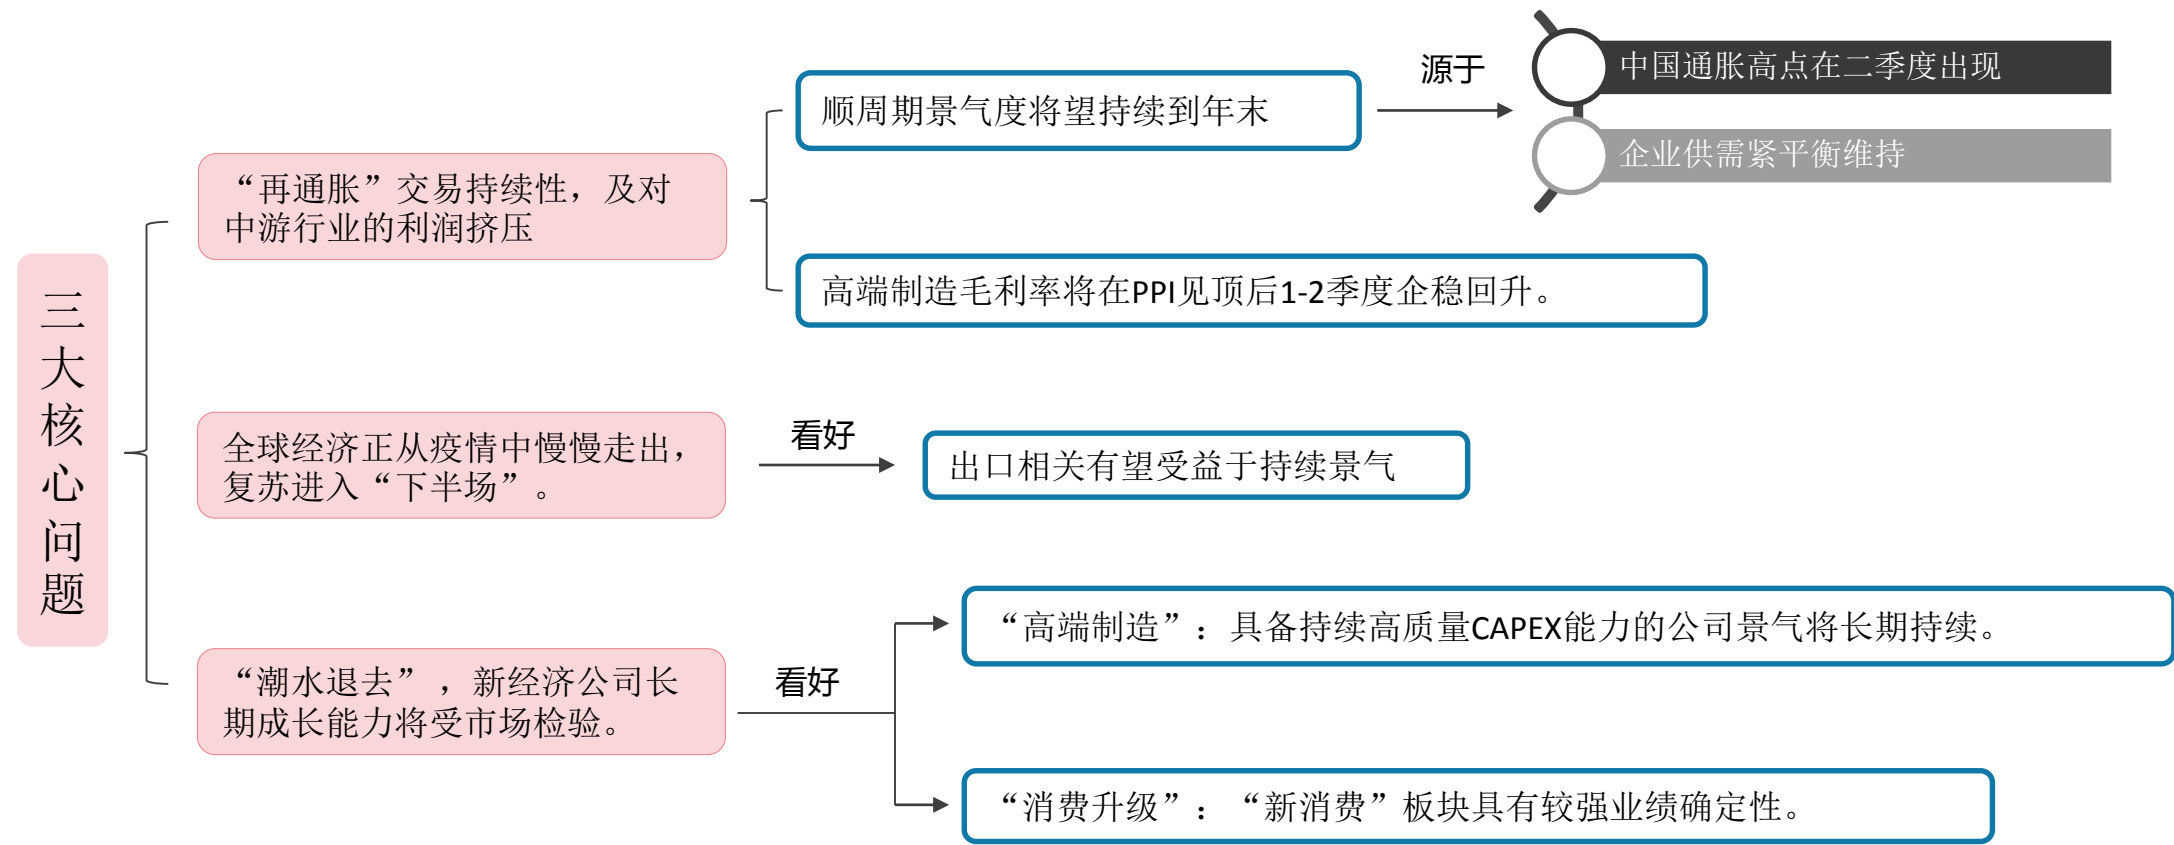 三大核心问题
“再通胀”交易持续性，及对
中游行业的利润挤压
顺周期景气度将望持续到年末
源于
中国通胀高点在二季度出现
企业供需紧平衡维持
高端制造毛利率将在PPI见顶后1-2季度企稳回升。
全球经济正从疫情中慢慢走出，
复苏进入“下半场”。
看好
出口相关有望受益于持续景气
“潮水退去”，新经济公司长
期成长能力将受市场检验。
看好
“高端制造”：具备持续高质量CAPEX能力的公司景气将长期持续。
“消费升级”：“新消费”板块具有较强业绩确定性。